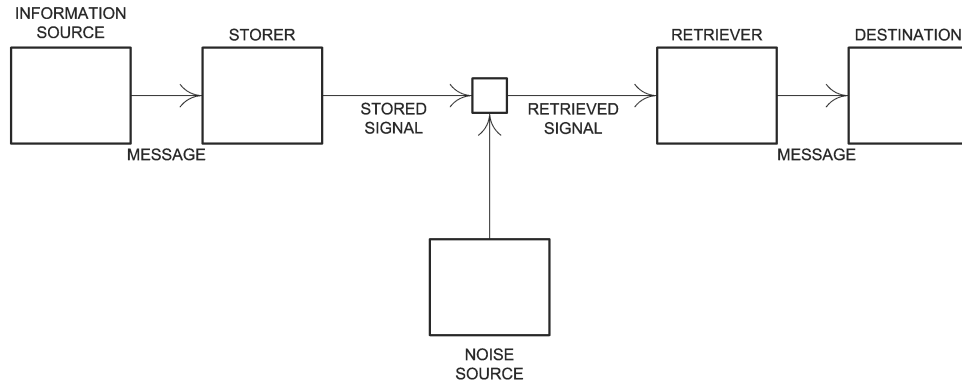 INFORMATION
SOURCE
STORER
RETRIEVER
DESTINATION
STORED
SIGNAL
RETRIEVED
SIGNAL
MESSAGE
MESSAGE
NOISE
SOURCE